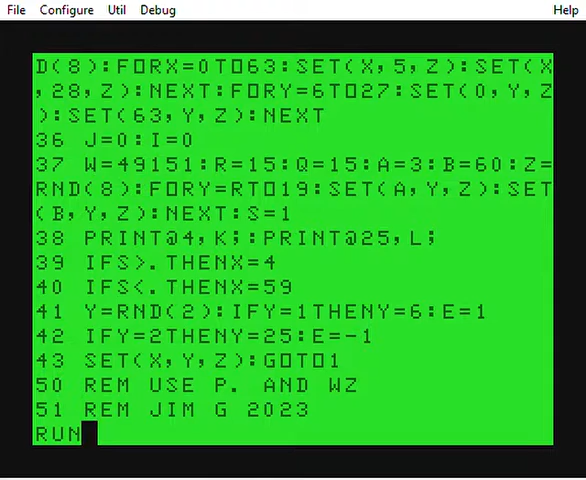 File Configure Util Debug Help
D(8):FORX=0TO63:SET(X,5,Z):SET(X
,28,Z):NEXT:FORY=6TO27:SET(0,Y,Z
):SET(63,Y,Z):NEXT
36 J=0:I=0
37 W=49151:R=15:Q=15:A=3:B=60:Z=
RND(8):FORY=RTO19:SET(A,Y,Z):SET
(B,Y,Z):NEXT:S=1
38 PRINT@4,K;:PRINT@25,L;
39 IFS>.THENX=4
40 IFS<.THENX=59
41 Y=RND(2):IFY=1THENY=6:E=1
42 IFY=2THENY=25:E=-1
43 SET(X,Y,Z):GOTO1
50 REM USE P. AND WZ
51 REM JIM G 2023
RUN